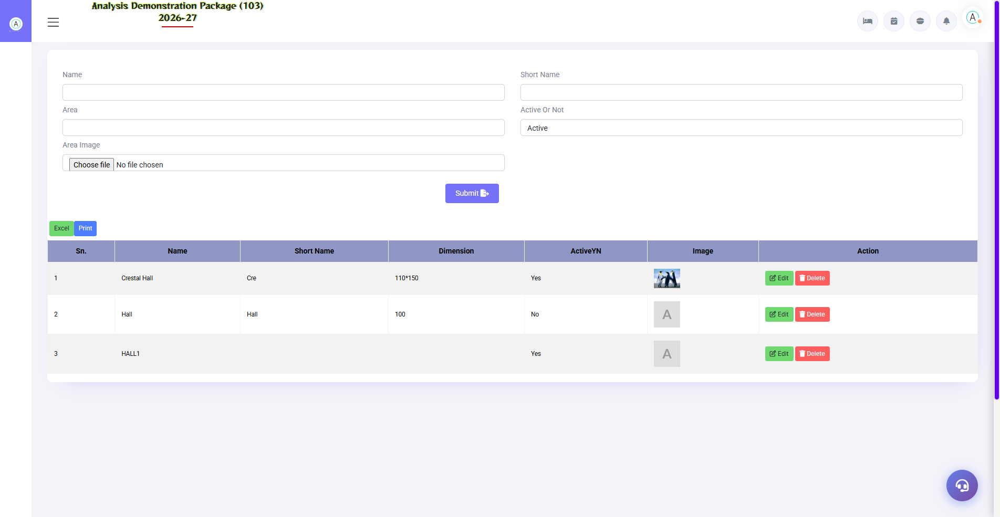 A
Analysis Demonstration Package (103)
2026-27
A
Name
Short Name
Area
Active Or Not
Active
Area Image
Choose file No file chosen
Submit
Excel Print
Sn. Name Short Name Dimension ActiveYN Image Action
1 Crestal Hall Cre 110*150 Yes Edit Delete
2 Hall Hall 100 No A Edit Delete
3 HALL1 Yes A Edit Delete